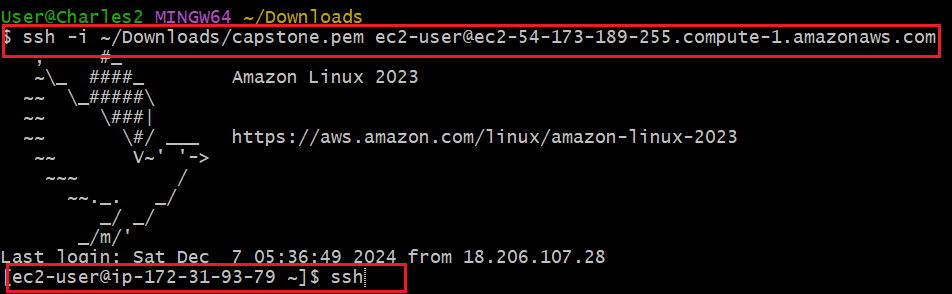 User@Charles2 MINGW64 ~/Downloads
$ ssh -i ~/Downloads/capstone.pem ec2-user@ec2-54-173-189-255.compute-1.amazonaws.com
   ,     #_
   ~\_  ####_        Amazon Linux 2023
  ~~  \_#####\
  ~~     \###|
  ~~       \#/ ___   https://aws.amazon.com/linux/amazon-linux-2023
   ~~       V~' '->
    ~~~         /
      ~~._.   _/
         _/ _/
       _/m/'
Last login: Sat Dec  7 05:36:49 2024 from 18.206.107.28
[ec2-user@ip-172-31-93-79 ~]$ ssh